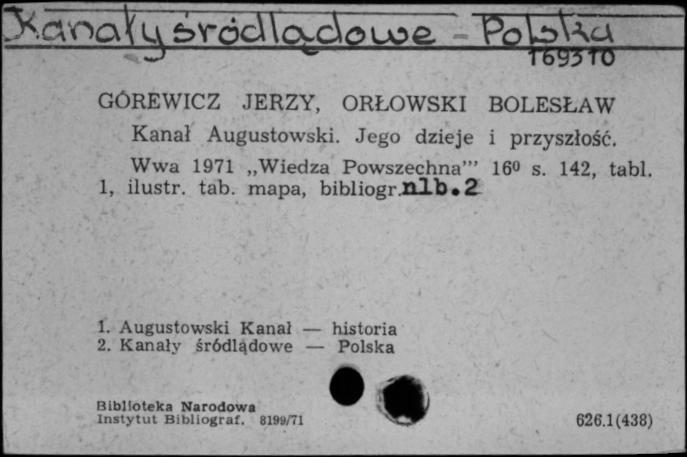 Kanały śródlądowe - Polska
169310
GÓREWICZ JERZY, ORŁOWSKI BOLESŁAW
Kanał Augustowski. Jego dzieje i przyszłość.
Wwa 1971 „Wiedza Powszechna"' 16⁰ s. 142, tabl.
1, ilustr. tab. mapa, bibliogr. nlb. 2
1. Augustowski Kanał — historia
2. Kanały śródlądowe — Polska
Biblioteka Narodowa
Instytut Bibliograf. 8199/71
626.1(438)